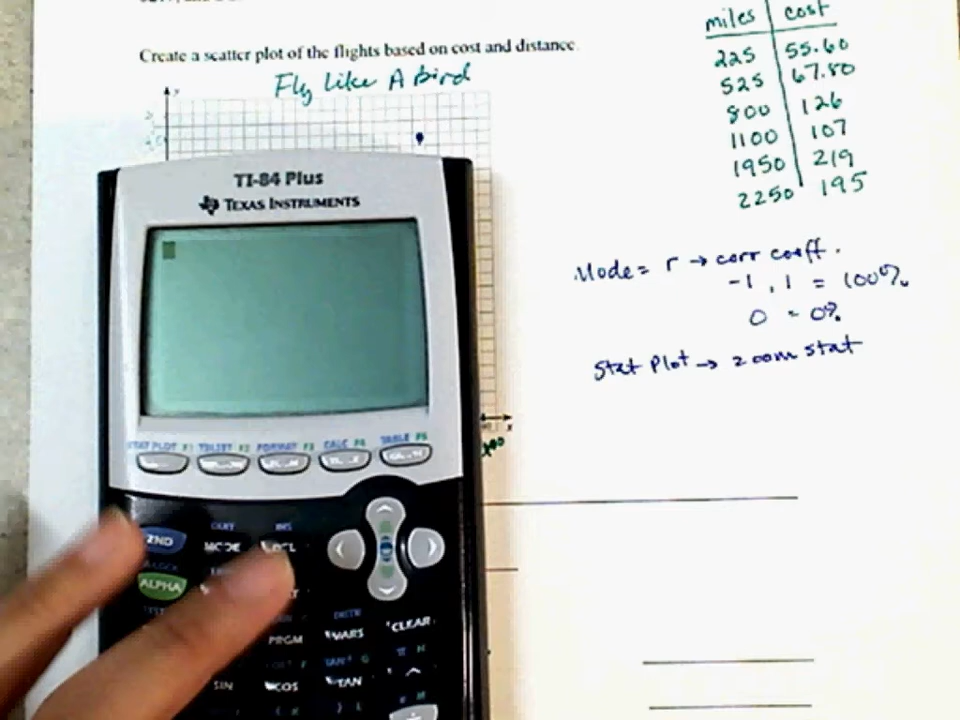 Create a scatter plot of the flights based on cost and distance.
Fly Like A Bird
y
miles cost
225 55.60
525 67.80
800 126
1100 107
1950 219
2250 195
Mode = r → corr coeff.
-1, 1 = 100%
0 = 0%
Stat Plot → zoom stat
x
TI-84 Plus
TEXAS INSTRUMENTS
STAT PLOT F1 TBLSET F2 FORMAT F3 CALC F4 TABLE F5
QUIT INS
2ND MODE DEL
A-LOCK
ALPHA
PRGM VARS CLEAR
SIN COS TAN ^